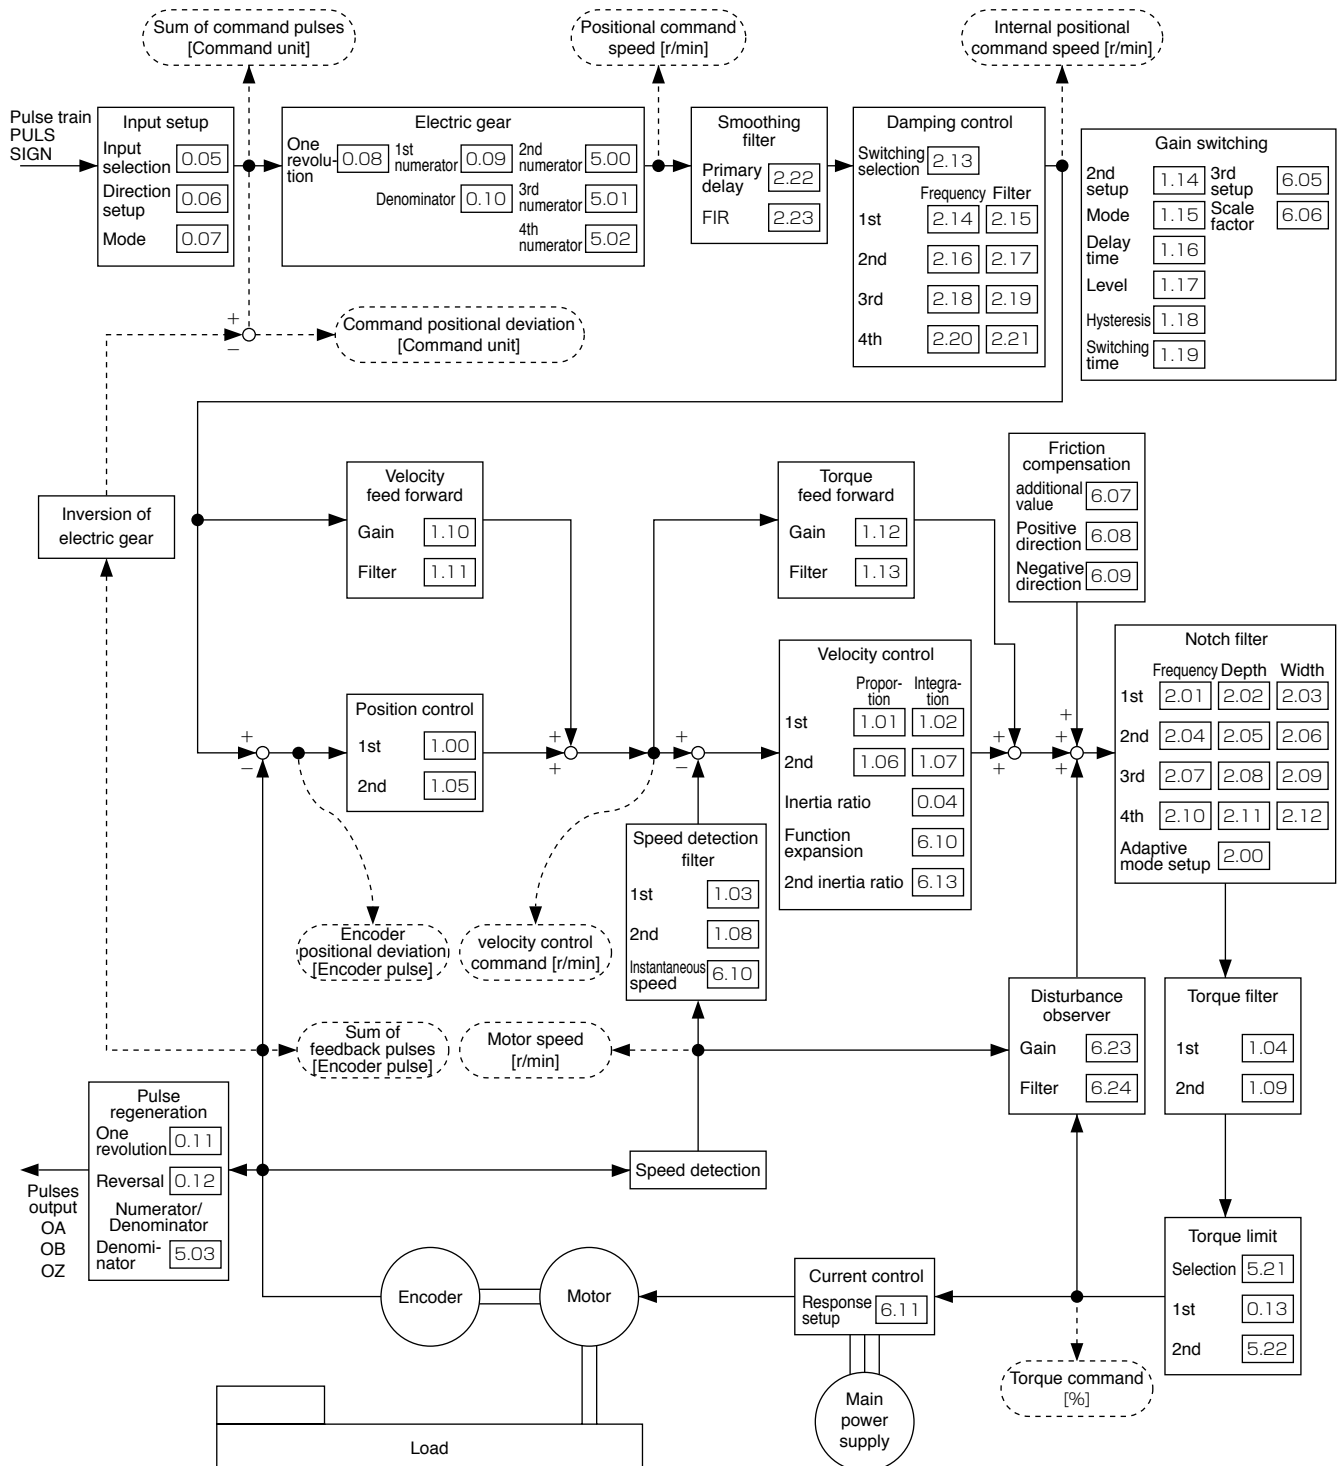 Sum of command pulses
[Command unit]
Positional command
speed [r/min]
Internal positional
command speed [r/min]
Pulse train
PULS
SIGN
Input setup
Input
selection
0.05
Direction
setup
0.06
Mode
0.07
Electric gear
One
revolu-
tion
0.08
1st
numerator
0.09
2nd
numerator
5.00
Denominator
0.10
3rd
numerator
5.01
4th
numerator
5.02
Smoothing
filter
Primary
delay
2.22
FIR
2.23
Damping control
Switching
selection
2.13
Frequency Filter
1st 2.14 2.15
2nd 2.16 2.17
3rd 2.18 2.19
4th 2.20 2.21
Gain switching
2nd
setup
1.14
3rd
setup
6.05
Mode
1.15
Scale
factor
6.06
Delay
time
1.16
Level
1.17
Hysteresis
1.18
Switching
time
1.19
+
−
Command positional deviation
[Command unit]
Inversion of
electric gear
Velocity
feed forward
Gain 1.10
Filter 1.11
Torque
feed forward
Gain 1.12
Filter 1.13
Friction
compensation
additional
value
6.07
Positive
direction
6.08
Negative
direction
6.09
+
−
Position control
1st 1.00
2nd 1.05
+
+
+
−
Velocity control
Propor-
tion
Integra-
tion
1st 1.01 1.02
2nd 1.06 1.07
Inertia ratio 0.04
Function
expansion
6.10
2nd inertia ratio 6.13
+
+
+
+
+
Notch filter
Frequency Depth Width
1st 2.01 2.02 2.03
2nd 2.04 2.05 2.06
3rd 2.07 2.08 2.09
4th 2.10 2.11 2.12
Adaptive
mode setup
2.00
Speed detection
filter
1st 1.03
2nd 1.08
Instantaneous
speed
6.10
Encoder
positional deviation
[Encoder pulse]
velocity control
command [r/min]
Sum of
feedback pulses
[Encoder pulse]
Motor speed
[r/min]
Disturbance
observer
Gain 6.23
Filter 6.24
Torque filter
1st 1.04
2nd 1.09
Pulse
regeneration
One
revolution
0.11
Reversal 0.12
Numerator/
Denominator
Denomi-
nator
5.03
Pulses
output
OA
OB
OZ
Speed detection
Torque limit
Selection 5.21
1st 0.13
2nd 5.22
Encoder
Motor
Current control
Response
setup
6.11
Torque command
[%]
Main
power
supply
Load